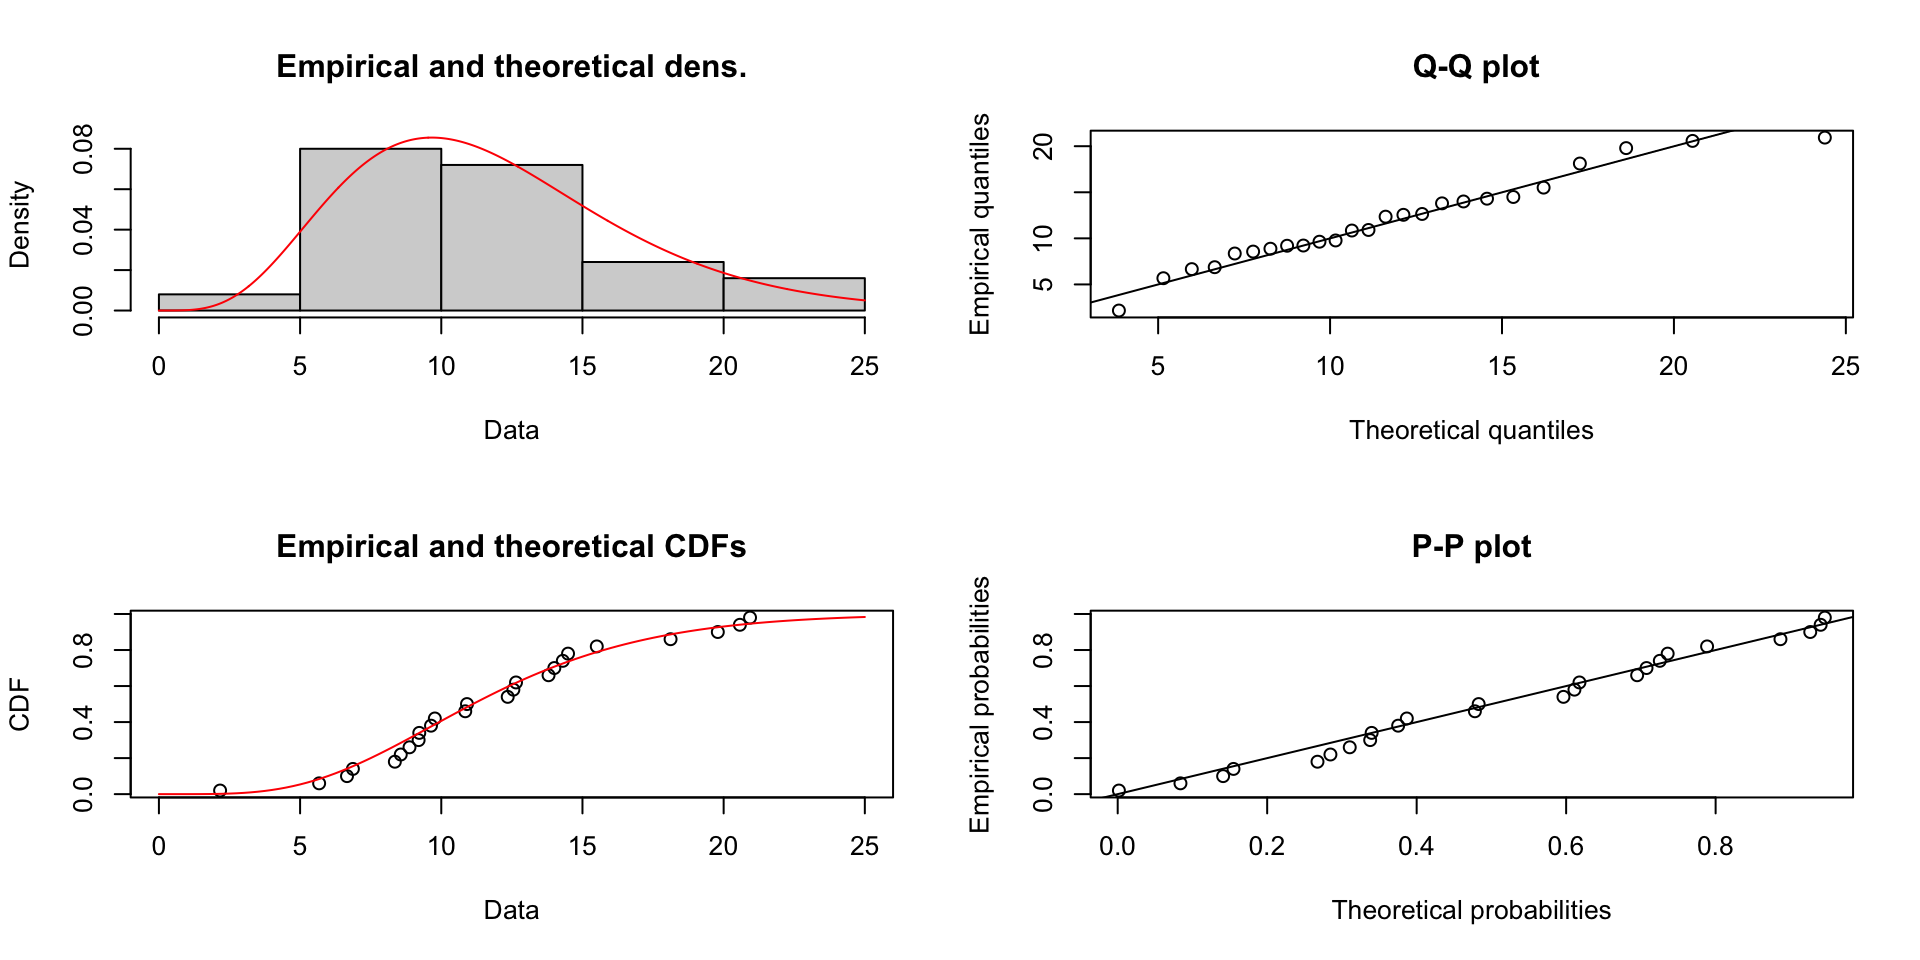 Empirical and theoretical dens.
Density
0.00 0.04 0.08
0 5 10 15 20 25
Data
Q-Q plot
Empirical quantiles
5 10 20
5 10 15 20 25
Theoretical quantiles
Empirical and theoretical CDFs
CDF
0.0 0.4 0.8
0 5 10 15 20 25
Data
P-P plot
Empirical probabilities
0.0 0.4 0.8
0.0 0.2 0.4 0.6 0.8
Theoretical probabilities